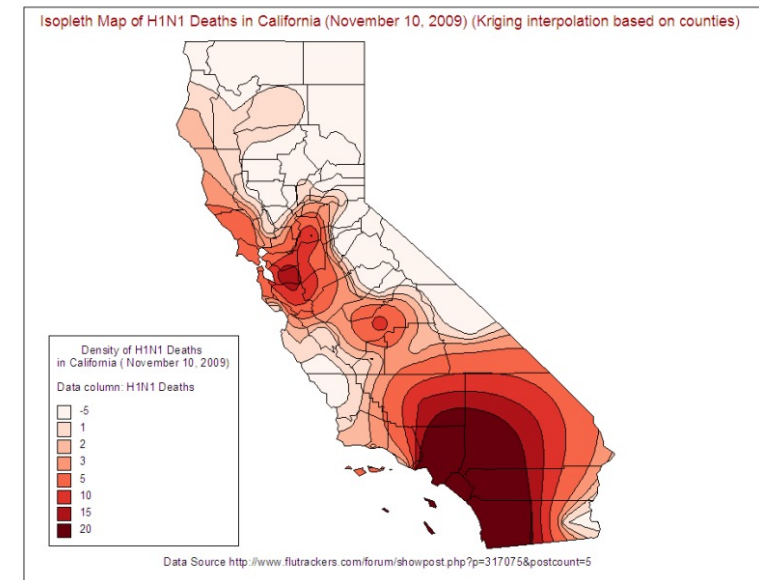 Isopleth Map of H1N1 Deaths in California (November 10, 2009) (Kriging interpolation based on counties)
Density of H1N1 Deaths
in California ( November 10, 2009)
Data column: H1N1 Deaths
-5
1
2
3
5
10
15
20
Data Source http://www.flutrackers.com/forum/showpost.php?p=317075&postcount=5